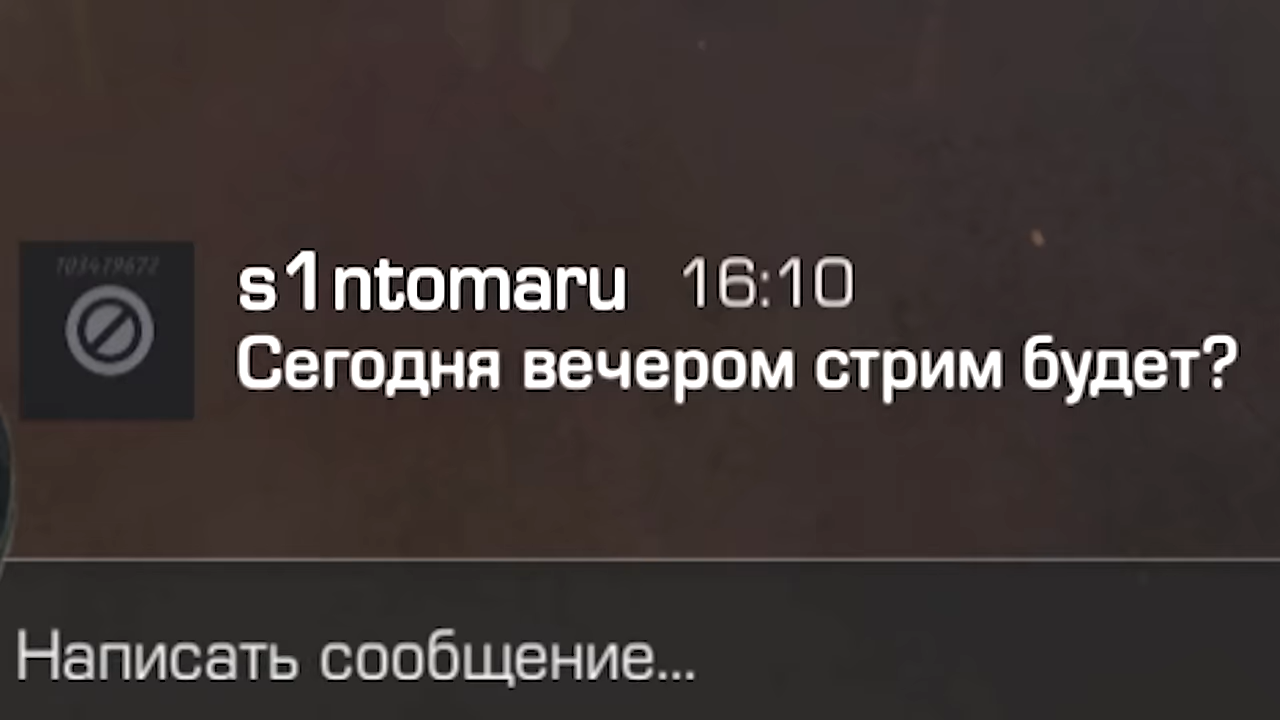 s1ntomaru 16:10
Сегодня вечером стрим будет?
Написать сообщение...